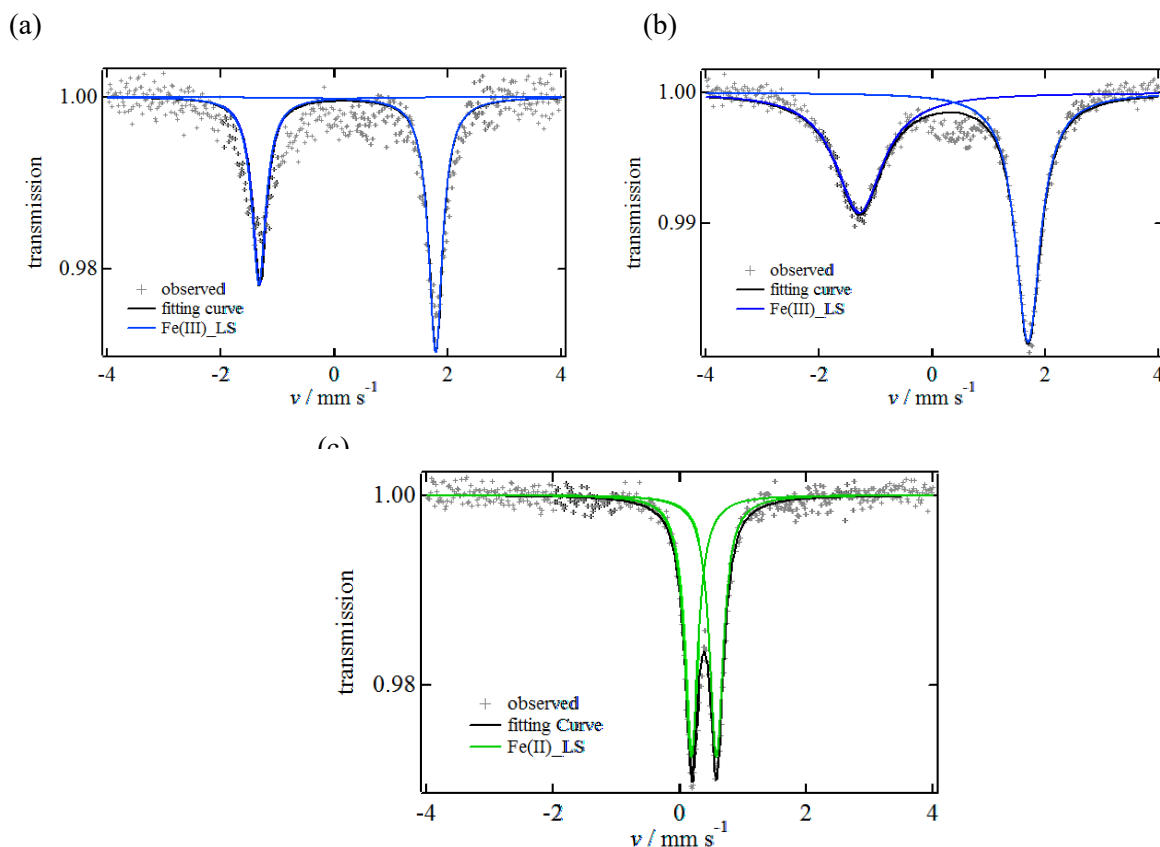 (a)
1.00
0.98
transmission
observed
fitting curve
Fe(III)_LS
-4 -2 0 2 4
v / mm s⁻¹
(b)
1.00
0.99
transmission
observed
fitting curve
Fe(III)_LS
-4 -2 0 2 4
v / mm s⁻¹
(c)
1.00
0.98
transmission
observed
fitting Curve
Fe(II)_LS
-4 -2 0 2 4
v / mm s⁻¹